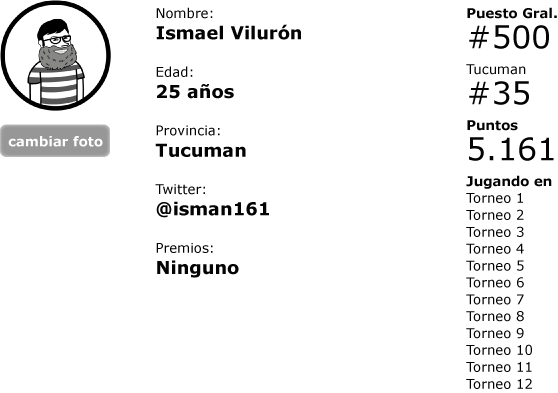 cambiar foto
Nombre:
Ismael Vilurón
Edad:
25 años
Provincia:
Tucuman
Twitter:
@isman161
Premios:
Ninguno
Puesto Gral.
#500
Tucuman
#35
Puntos
5.161
Jugando en
Torneo 1
Torneo 2
Torneo 3
Torneo 4
Torneo 5
Torneo 6
Torneo 7
Torneo 8
Torneo 9
Torneo 10
Torneo 11
Torneo 12